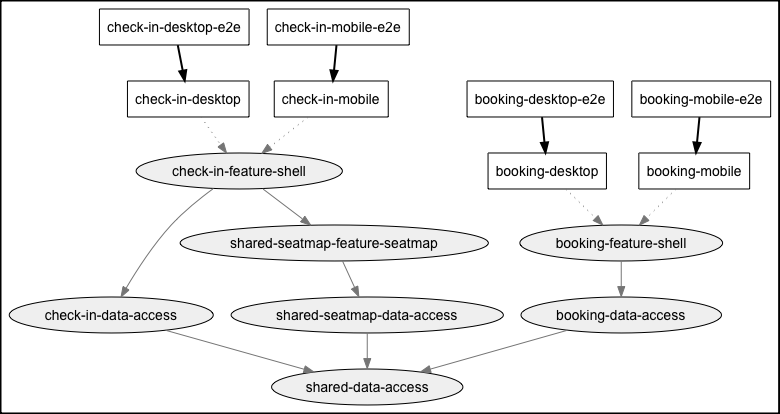 check-in-desktop-e2e
check-in-mobile-e2e
check-in-desktop
check-in-mobile
booking-desktop-e2e
booking-mobile-e2e
check-in-feature-shell
booking-desktop
booking-mobile
shared-seatmap-feature-seatmap
booking-feature-shell
check-in-data-access
shared-seatmap-data-access
booking-data-access
shared-data-access